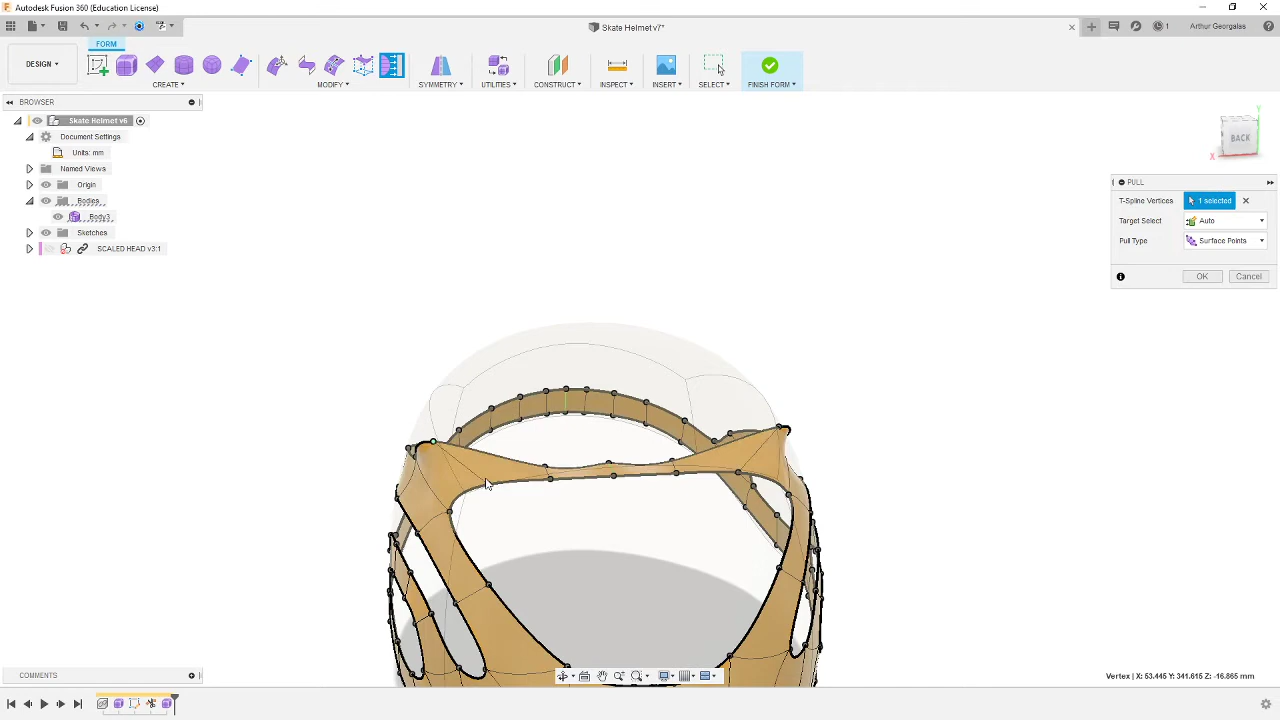 Autodesk Fusion 360 (Education License)
Skate Helmet v7*
1
Arthur Georgalas
FORM
DESIGN
CREATE
MODIFY
SYMMETRY
UTILITIES
CONSTRUCT
INSPECT
INSERT
SELECT
FINISH FORM
BROWSER
Skate Helmet v6
Document Settings
Units: mm
Named Views
Origin
Bodies
Body3
Sketches
SCALED HEAD v3:1
Y
BACK
X
PULL
T-Spline Vertices
1 selected
Target Select
Auto
Pull Type
Surface Points
OK
Cancel
COMMENTS
Vertex | X: 53.445 Y: 341.615 Z: -16.865 mm